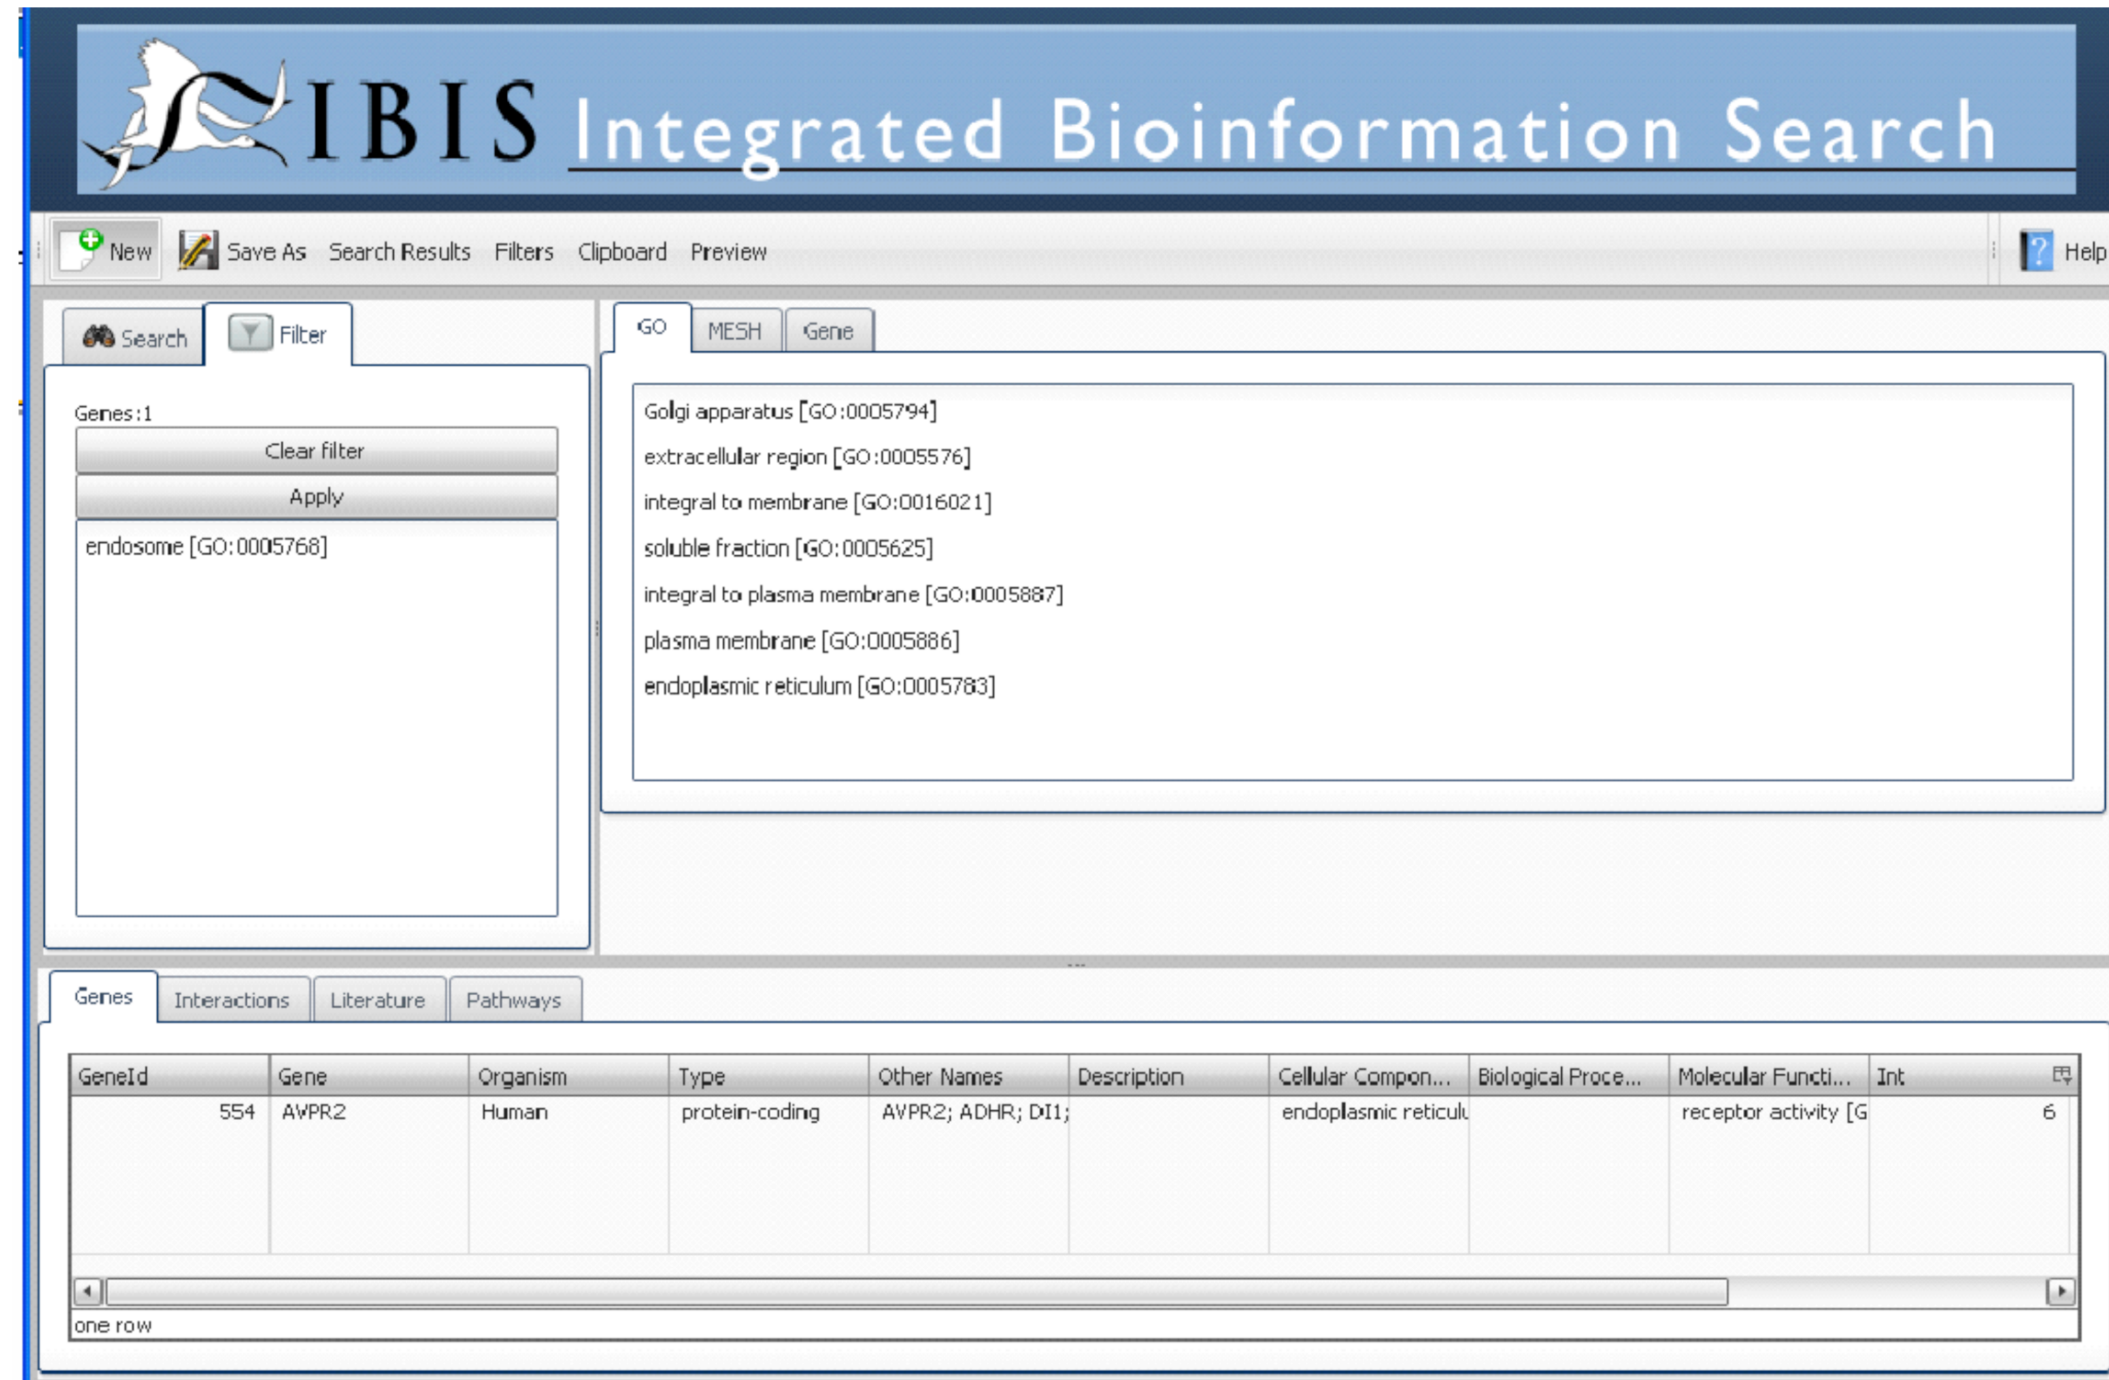 IBIS Integrated Bioinformation Search
New Save As Search Results Filters Clipboard Preview Help
Search Filter
GO MESH Gene
Genes:1
Clear filter
Apply
endosome [GO:0005768]
Golgi apparatus [GO:0005794]
extracellular region [GO:0005576]
integral to membrane [GO:0016021]
soluble fraction [GO:0005625]
integral to plasma membrane [GO:0005887]
plasma membrane [GO:0005886]
endoplasmic reticulum [GO:0005783]
Genes Interactions Literature Pathways
GeneId Gene Organism Type Other Names Description Cellular Compon... Biological Proce... Molecular Functi... Int
554 AVPR2 Human protein-coding AVPR2; ADHR; DI1; endoplasmic reticulu receptor activity [G 6
one row